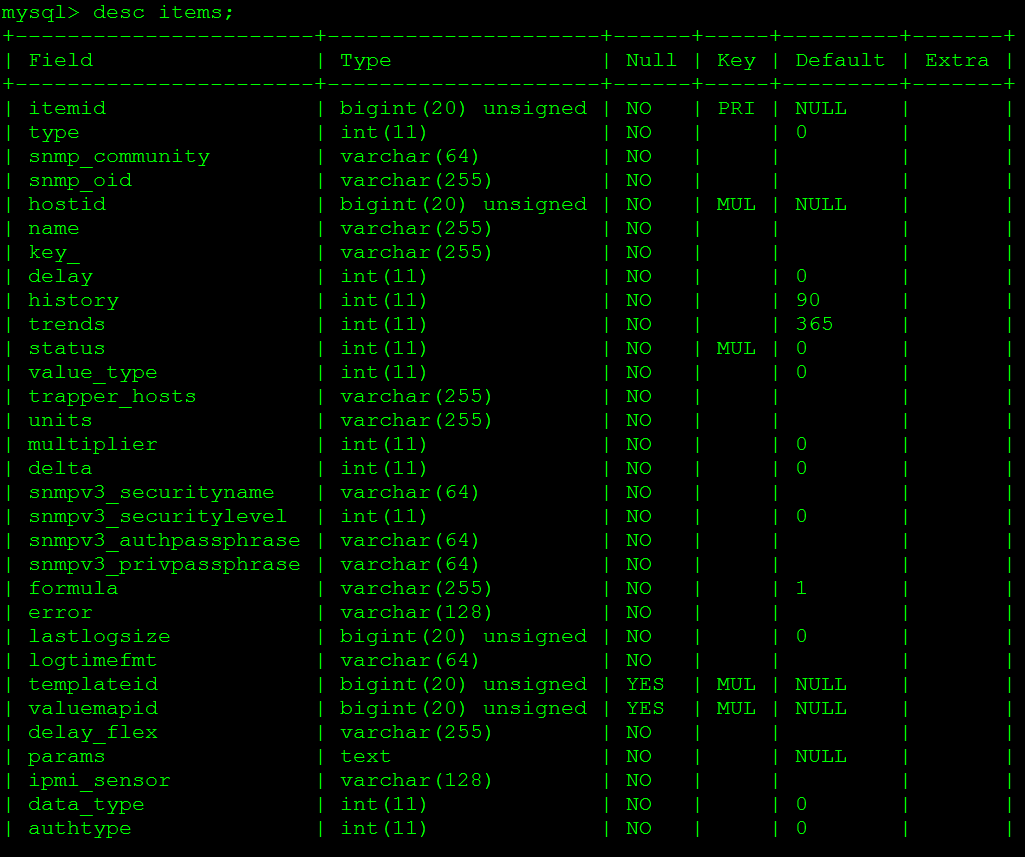 mysql> desc items;
+-----------------------+---------------------+------+-----+---------+-------+
| Field                 | Type                | Null | Key | Default | Extra |
+-----------------------+---------------------+------+-----+---------+-------+
| itemid                | bigint(20) unsigned | NO   | PRI | NULL    |       |
| type                  | int(11)             | NO   |     | 0       |       |
| snmp_community        | varchar(64)         | NO   |     |         |       |
| snmp_oid              | varchar(255)        | NO   |     |         |       |
| hostid                | bigint(20) unsigned | NO   | MUL | NULL    |       |
| name                  | varchar(255)        | NO   |     |         |       |
| key_                  | varchar(255)        | NO   |     |         |       |
| delay                 | int(11)             | NO   |     | 0       |       |
| history               | int(11)             | NO   |     | 90      |       |
| trends                | int(11)             | NO   |     | 365     |       |
| status                | int(11)             | NO   | MUL | 0       |       |
| value_type            | int(11)             | NO   |     | 0       |       |
| trapper_hosts         | varchar(255)        | NO   |     |         |       |
| units                 | varchar(255)        | NO   |     |         |       |
| multiplier            | int(11)             | NO   |     | 0       |       |
| delta                 | int(11)             | NO   |     | 0       |       |
| snmpv3_securityname   | varchar(64)         | NO   |     |         |       |
| snmpv3_securitylevel  | int(11)             | NO   |     | 0       |       |
| snmpv3_authpassphrase | varchar(64)         | NO   |     |         |       |
| snmpv3_privpassphrase | varchar(64)         | NO   |     |         |       |
| formula               | varchar(255)        | NO   |     | 1       |       |
| error                 | varchar(128)        | NO   |     |         |       |
| lastlogsize           | bigint(20) unsigned | NO   |     | 0       |       |
| logtimefmt            | varchar(64)         | NO   |     |         |       |
| templateid            | bigint(20) unsigned | YES  | MUL | NULL    |       |
| valuemapid            | bigint(20) unsigned | YES  | MUL | NULL    |       |
| delay_flex            | varchar(255)        | NO   |     |         |       |
| params                | text                | NO   |     | NULL    |       |
| ipmi_sensor           | varchar(128)        | NO   |     |         |       |
| data_type             | int(11)             | NO   |     | 0       |       |
| authtype              | int(11)             | NO   |     | 0       |       |